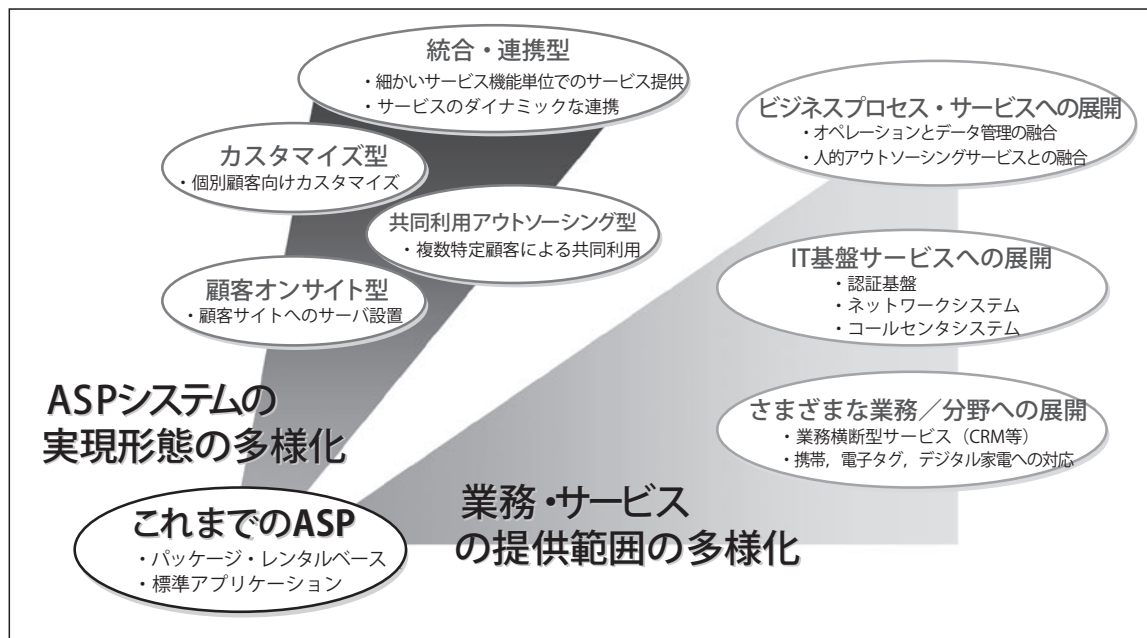 統合・連携型
・細かいサービス機能単位でのサービス提供
・サービスのダイナミックな連携
カスタマイズ型
・個別顧客向けカスタマイズ
共同利用アウトソーシング型
・複数特定顧客による共同利用
顧客オンサイト型
・顧客サイトへのサーバ設置
ASPシステムの
実現形態の多様化
これまでのASP
・パッケージ・レンタルベース
・標準アプリケーション
ビジネスプロセス・サービスへの展開
・オペレーションとデータ管理の融合
・人的アウトソーシングサービスとの融合
IT基盤サービスへの展開
・認証基盤
・ネットワークシステム
・コールセンタシステム
さまざまな業務／分野への展開
・業務横断型サービス（CRM等）
・携帯，電子タグ，デジタル家電への対応
業務・サービス
の提供範囲の多様化